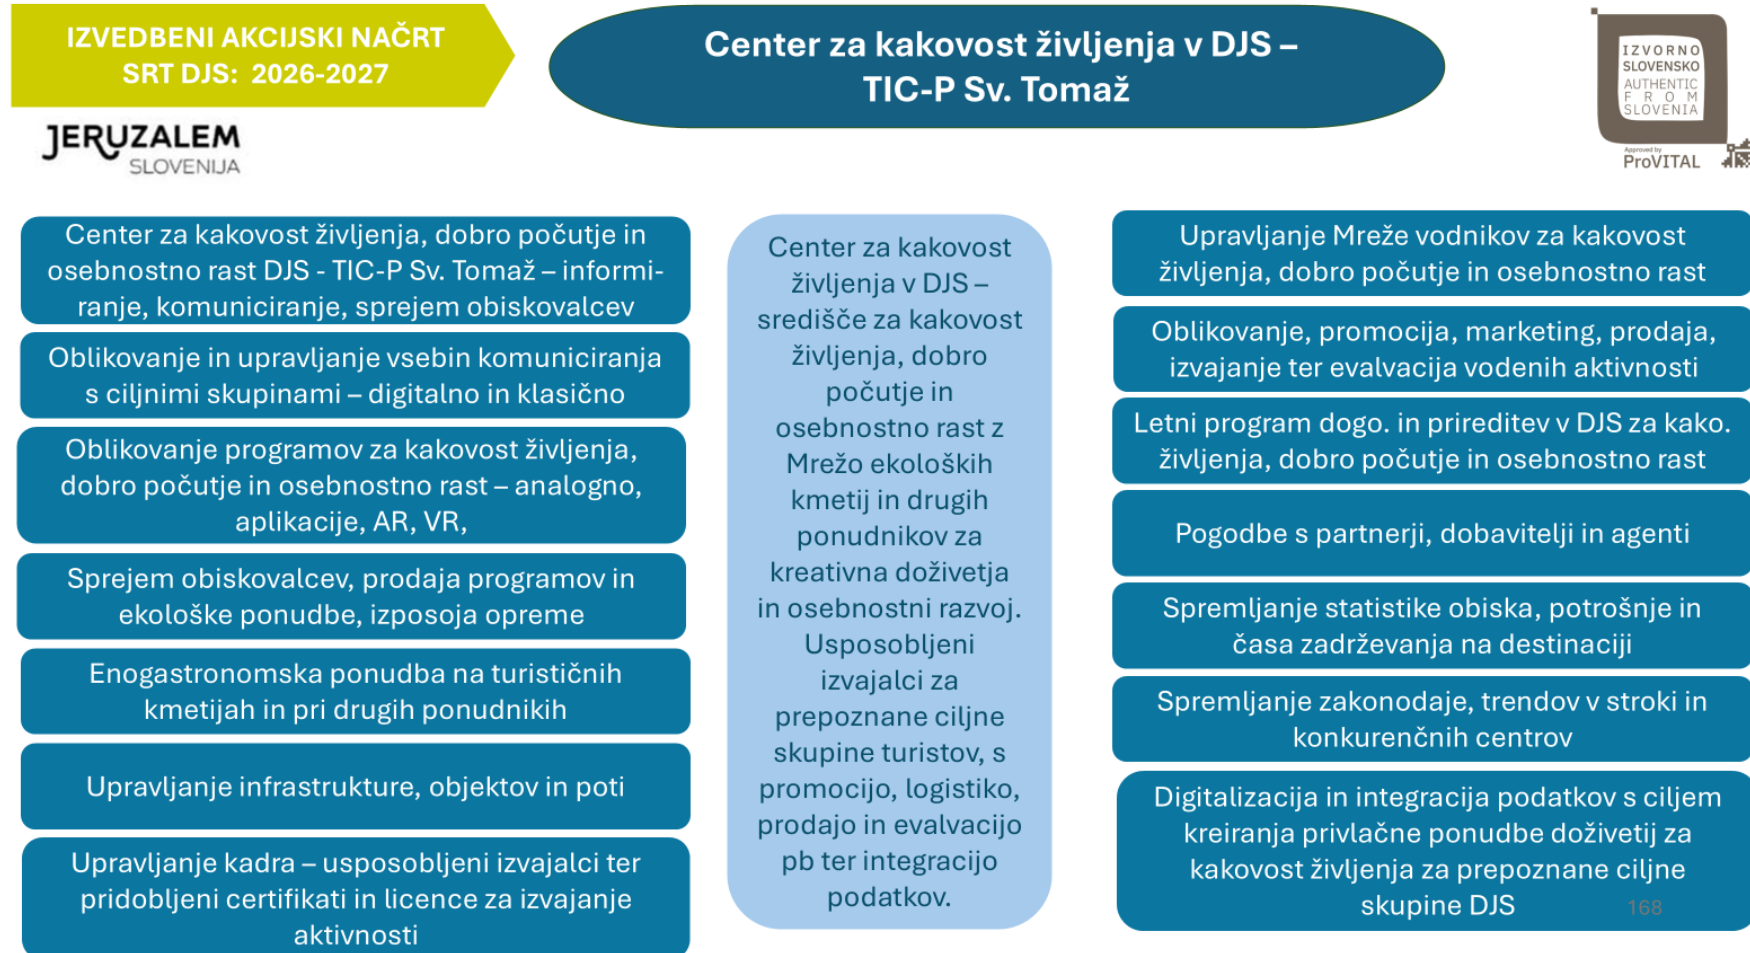 IZVEDBENI AKCIJSKI NAČRT
SRT DJS: 2026-2027
Center za kakovost življenja v DJS –
TIC-P Sv. Tomaž
IZVORNO
SLOVENSKO
AUTHENTIC
FROM
SLOVENIA
Approved by
ProVITAL
JERUZALEM
SLOVENIJA
Center za kakovost življenja, dobro počutje in
osebnostno rast DJS - TIC-P Sv. Tomaž – informi-
ranje, komuniciranje, sprejem obiskovalcev
Oblikovanje in upravljanje vsebin komuniciranja
s ciljnimi skupinami – digitalno in klasično
Oblikovanje programov za kakovost življenja,
dobro počutje in osebnostno rast – analogno,
aplikacije, AR, VR,
Sprejem obiskovalcev, prodaja programov in
ekološke ponudbe, izposoja opreme
Enogastronomska ponudba na turističnih
kmetijah in pri drugih ponudnikih
Upravljanje infrastrukture, objektov in poti
Upravljanje kadra – usposobljeni izvajalci ter
pridobljeni certifikati in licence za izvajanje
aktivnosti
Center za kakovost
življenja v DJS –
središče za kakovost
življenja, dobro
počutje in
osebnostno rast z
Mrežo ekoloških
kmetij in drugih
ponudnikov za
kreativna doživetja
in osebnostni razvoj.
Usposobljeni
izvajalci za
prepoznane ciljne
skupine turistov, s
promocijo, logistiko,
prodajo in evalvacijo
pb ter integracijo
podatkov.
Upravljanje Mreže vodnikov za kakovost
življenja, dobro počutje in osebnostno rast
Oblikovanje, promocija, marketing, prodaja,
izvajanje ter evalvacija vodenih aktivnosti
Letni program dogo. in prireditev v DJS za kako.
življenja, dobro počutje in osebnostno rast
Pogodbe s partnerji, dobavitelji in agenti
Spremljanje statistike obiska, potrošnje in
časa zadrževanja na destinaciji
Spremljanje zakonodaje, trendov v stroki in
konkurenčnih centrov
Digitalizacija in integracija podatkov s ciljem
kreiranja privlačne ponudbe doživetij za
kakovost življenja za prepoznane ciljne
skupine DJS
168